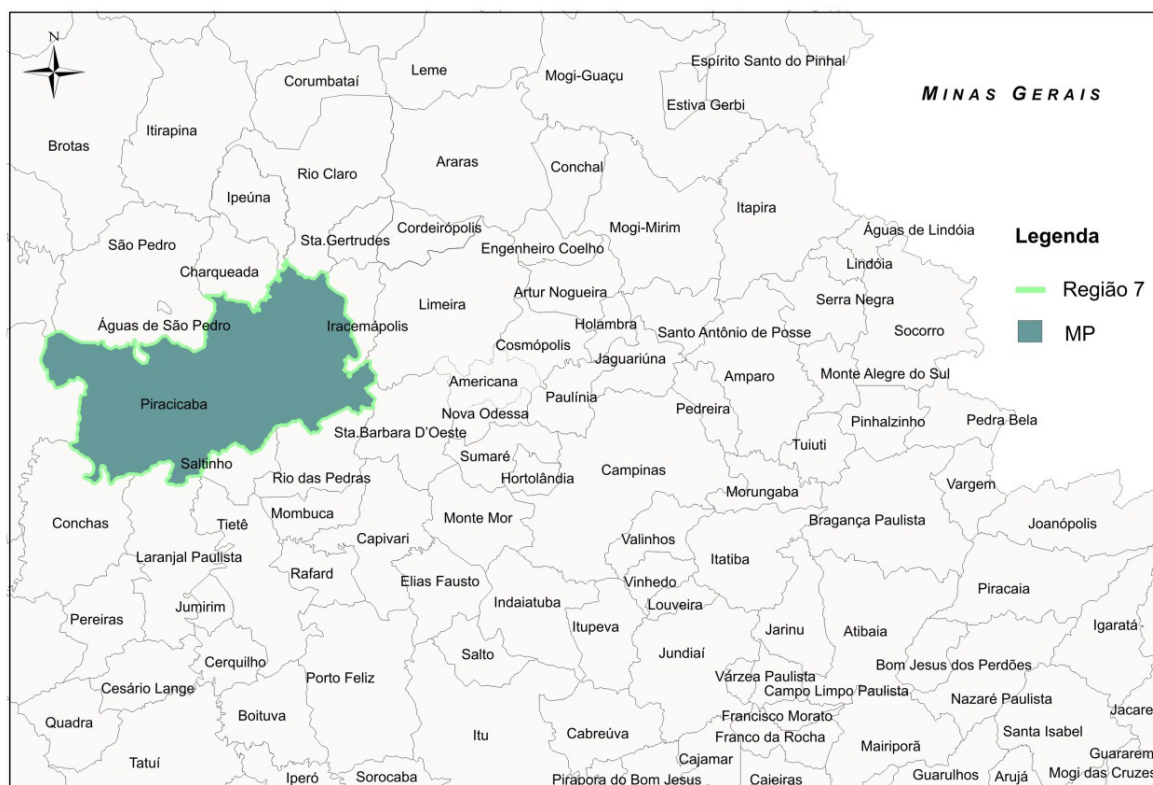 N
Corumbataí
Leme
Mogi-Guaçu
Espírito Santo do Pinhal
Estiva Gerbi
MINAS GERAIS
Itirapina
Brotas
Araras
Conchal
Rio Claro
Ipeúna
Itapira
São Pedro
Sta.Gertrudes
Cordeirópolis
Mogi-Mirim
Águas de Lindóia
Legenda
Engenheiro Coelho
Charqueada
Lindóia
Região 7
Artur Nogueira
Limeira
Serra Negra
Águas de São Pedro
Iracemápolis
Holambra
Santo Antônio de Posse
Socorro
MP
Cosmópolis
Jaguariúna
Monte Alegre do Sul
Americana
Amparo
Piracicaba
Paulínia
Pedreira
Nova Odessa
Pinhalzinho
Pedra Bela
Sta.Barbara D'Oeste
Tuiuti
Sumaré
Saltinho
Campinas
Rio das Pedras
Hortolândia
Vargem
Morungaba
Mombuca
Monte Mor
Conchas
Tietê
Bragança Paulista
Joanópolis
Capivari
Valinhos
Laranjal Paulista
Itatiba
Rafard
Elias Fausto
Vinhedo
Piracaia
Indaiatuba
Louveira
Jumirim
Pereiras
Igaratá
Itupeva
Jarinu
Atibaia
Salto
Jundiaí
Cerquilho
Bom Jesus dos Perdões
Várzea Paulista
Porto Feliz
Cesário Lange
Campo Limpo Paulista
Nazaré Paulista
Jacare
Quadra
Boituva
Francisco Morato
Itu
Cabreúva
Franco da Rocha
Santa Isabel
Mairiporã
Guararem
Tatuí
Cajamar
Iperó
Sorocaba
Pirapora do Bom Jesus
Caieiras
Guarulhos
Arujá
Mogi das Cruzes